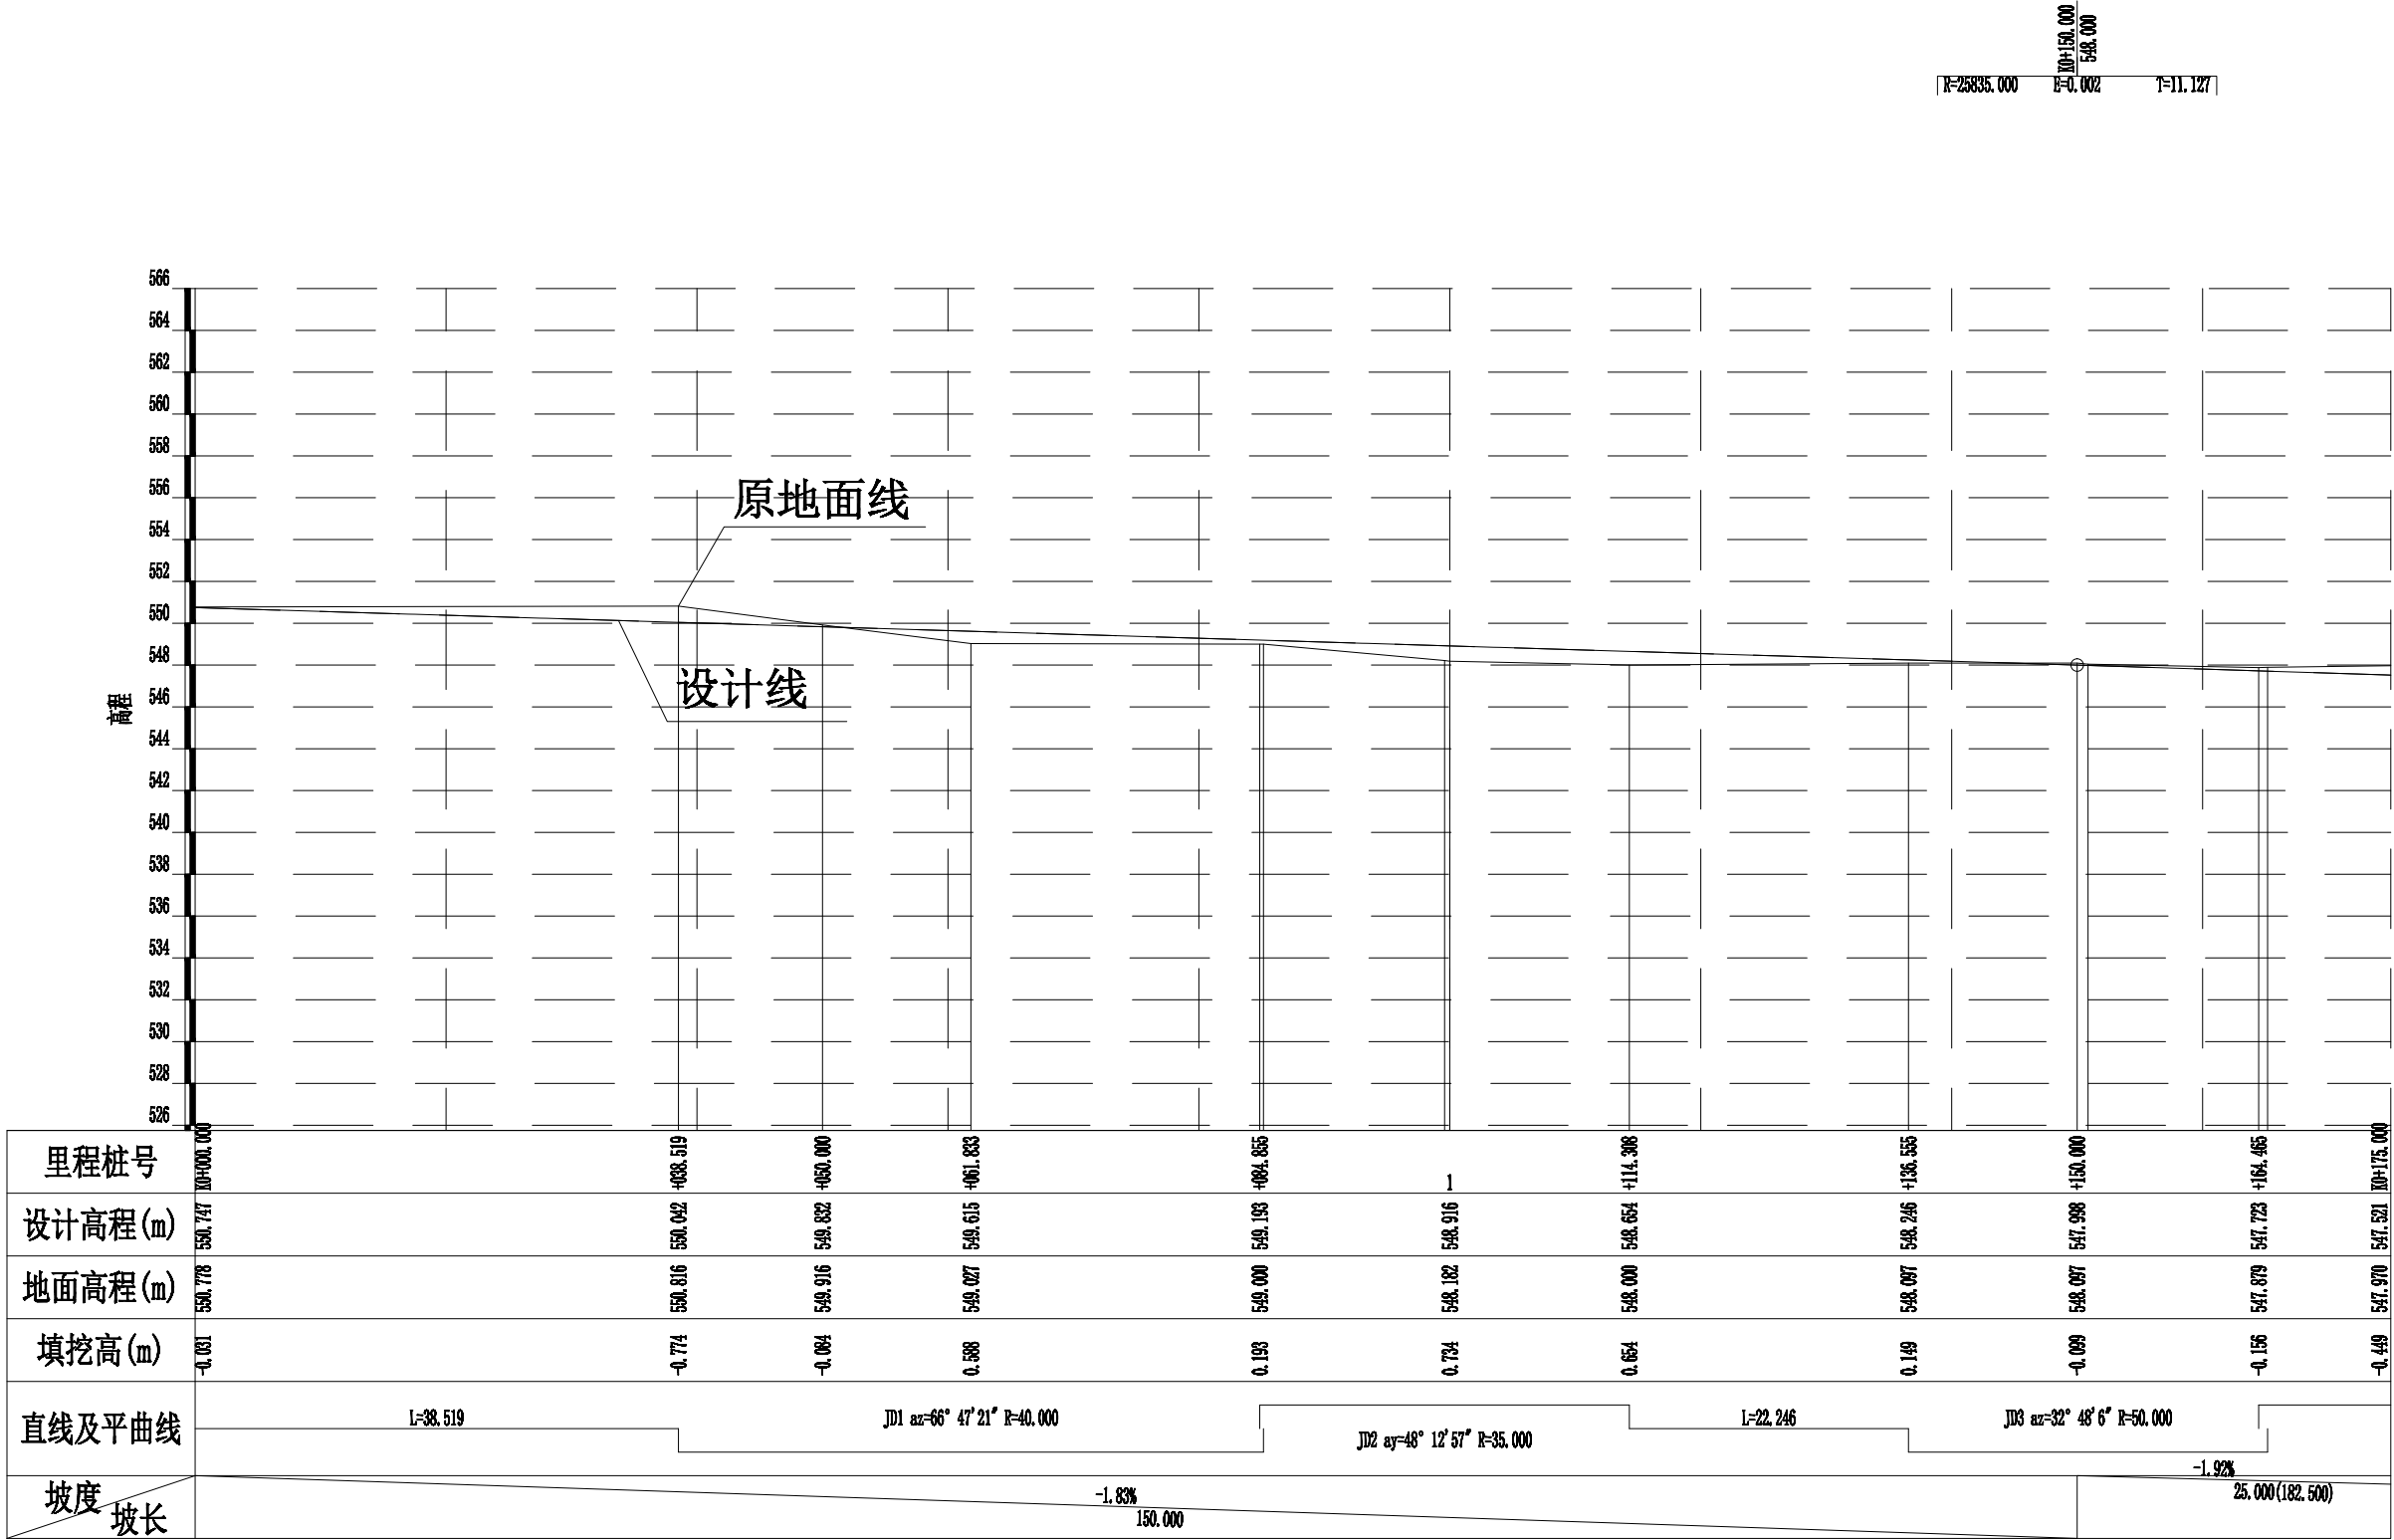 K0+150.000
548.000
R=25835.000 E=0.002 T=11.127
566
564
562
560
558
556
554
552
550
548
546
544
542
540
538
536
534
532
530
528
526
高程
原地面线
设计线
里程桩号 K0+000.000 +038.519 +050.000 +061.833 +084.855 1 +114.308 +136.555 +150.000 +164.465 K0+175.000
设计高程(m) 550.747 550.042 549.832 549.615 549.193 548.916 548.654 548.246 547.998 547.723 547.521
地面高程(m) 550.778 550.816 549.916 549.027 549.000 548.182 548.000 548.097 548.097 547.879 547.970
填挖高(m) -0.031 -0.774 -0.084 0.588 0.193 0.734 0.654 0.149 -0.099 -0.156 -0.449
直线及平曲线 L=38.519 JD1 az=66°47'21" R=40.000 JD2 ay=48°12'57" R=35.000 L=22.246 JD3 az=32°48'6" R=50.000
坡度 -1.83% -1.92%
坡长 150.000 25.000(182.500)